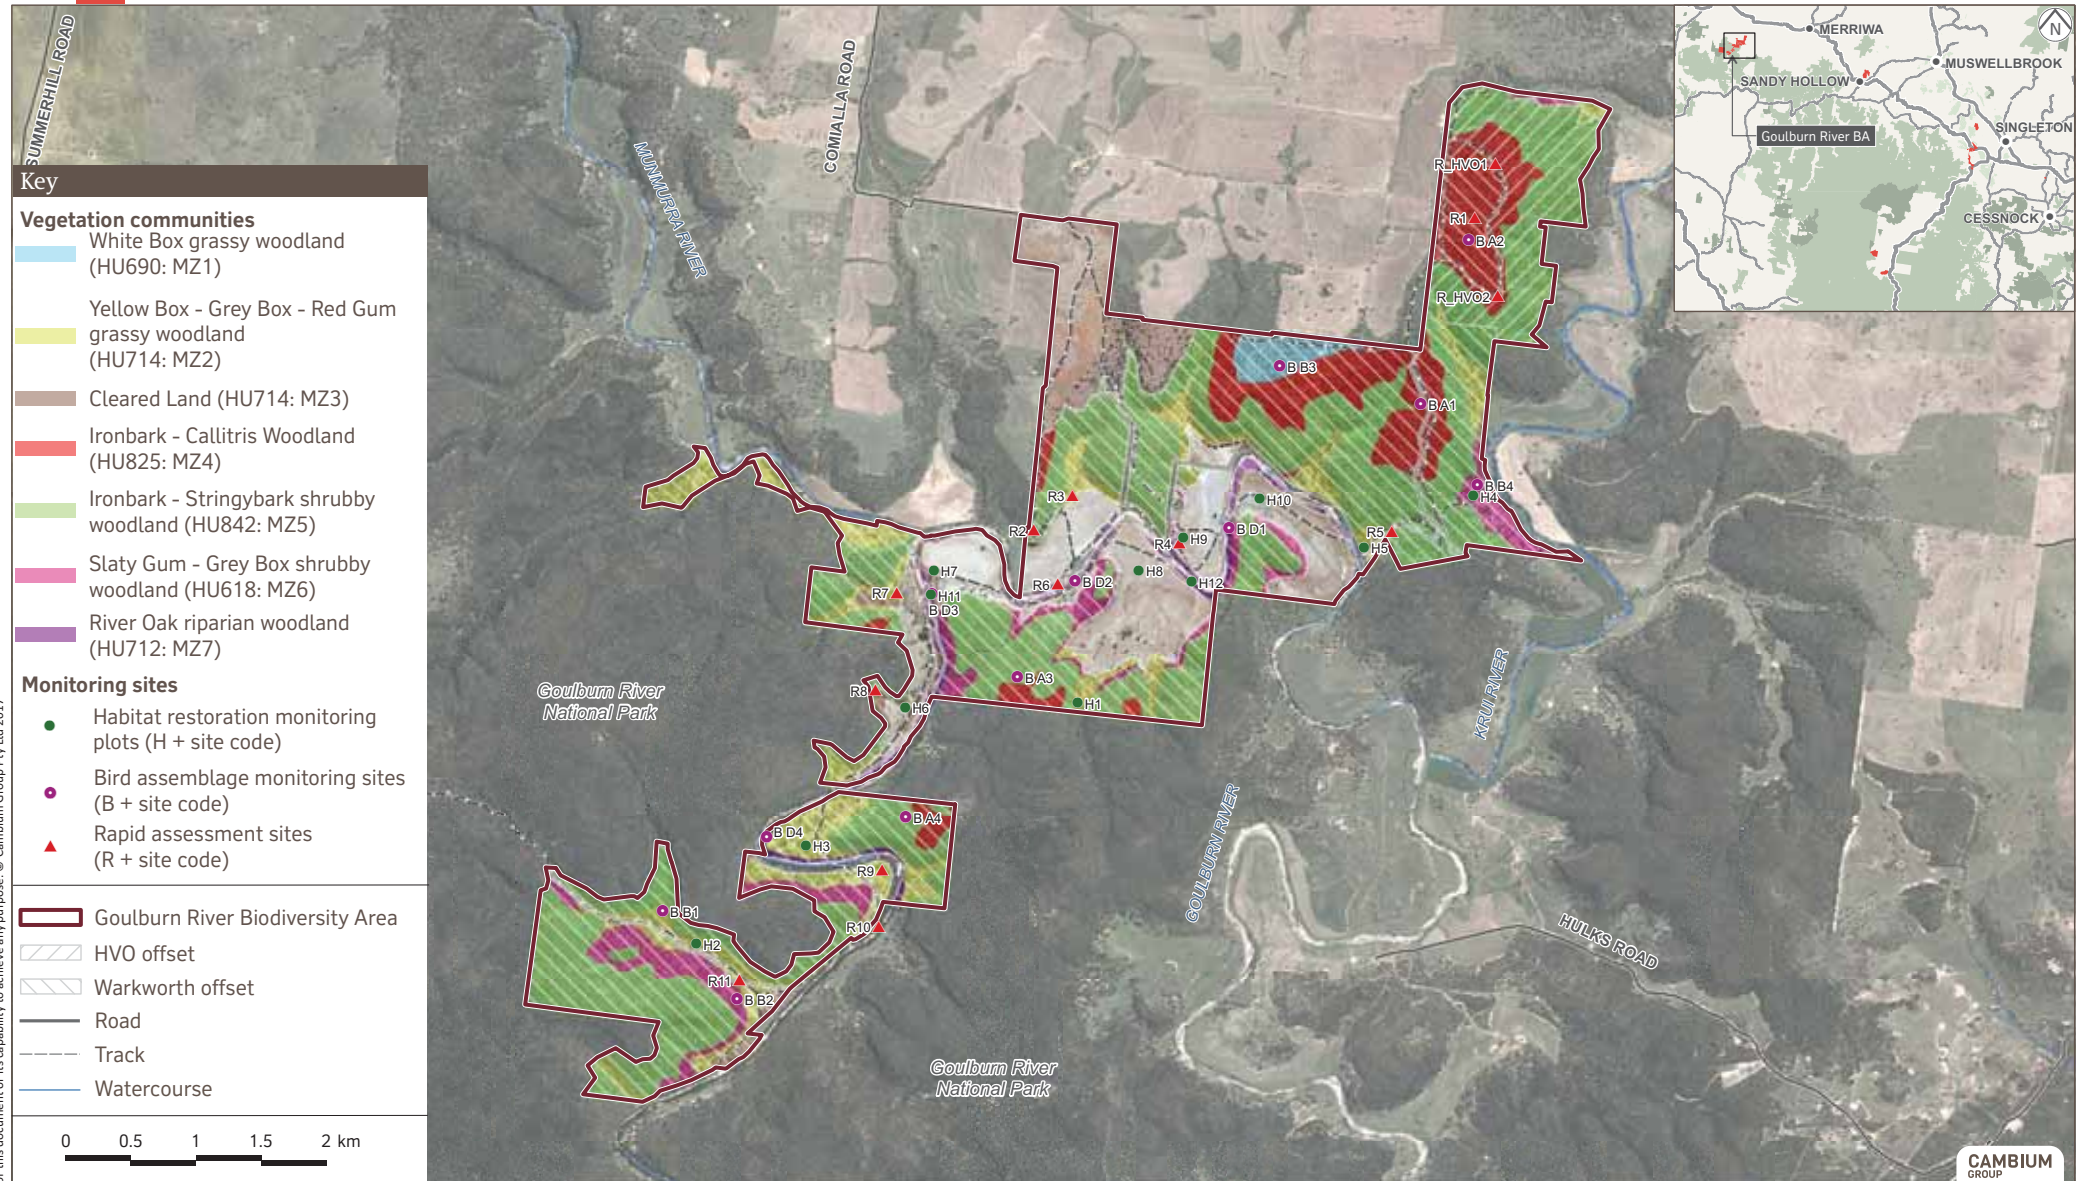 Key
Vegetation communities
White Box grassy woodland
(HU690: MZ1)
Yellow Box - Grey Box - Red Gum
grassy woodland
(HU714: MZ2)
Cleared Land (HU714: MZ3)
Ironbark - Callitris Woodland
(HU825: MZ4)
Ironbark - Stringybark shrubby
woodland (HU842: MZ5)
Slaty Gum - Grey Box shrubby
woodland (HU618: MZ6)
River Oak riparian woodland
(HU712: MZ7)
Monitoring sites
Habitat restoration monitoring
plots (H + site code)
Bird assemblage monitoring sites
(B + site code)
Rapid assessment sites
(R + site code)
Goulburn River Biodiversity Area
HVO offset
Warkworth offset
Road
Track
Watercourse
0 0.5 1 1.5 2 km
SUMMERHILL ROAD
COMIALLA ROAD
MUNMURRA RIVER
R_HVO1
R1
B A2
R_HVO2
B B3
B A1
R3
H10
B B4
H4
R2
B D1
R4
H9
R5
H5
H7
R6
B D2
H8
H12
R7
H11
B D3
B A3
H1
R8
H6
Goulburn River
National Park
KRUI RIVER
GOULBURN RIVER
HULKS ROAD
B D4
B A4
H3
R9
R10
B B1
H2
R11
B B2
Goulburn River
National Park
MERRIWA
MUSWELLBROOK
SANDY HOLLOW
SINGLETON
Goulburn River BA
CESSNOCK
N
CAMBIUM
GROUP